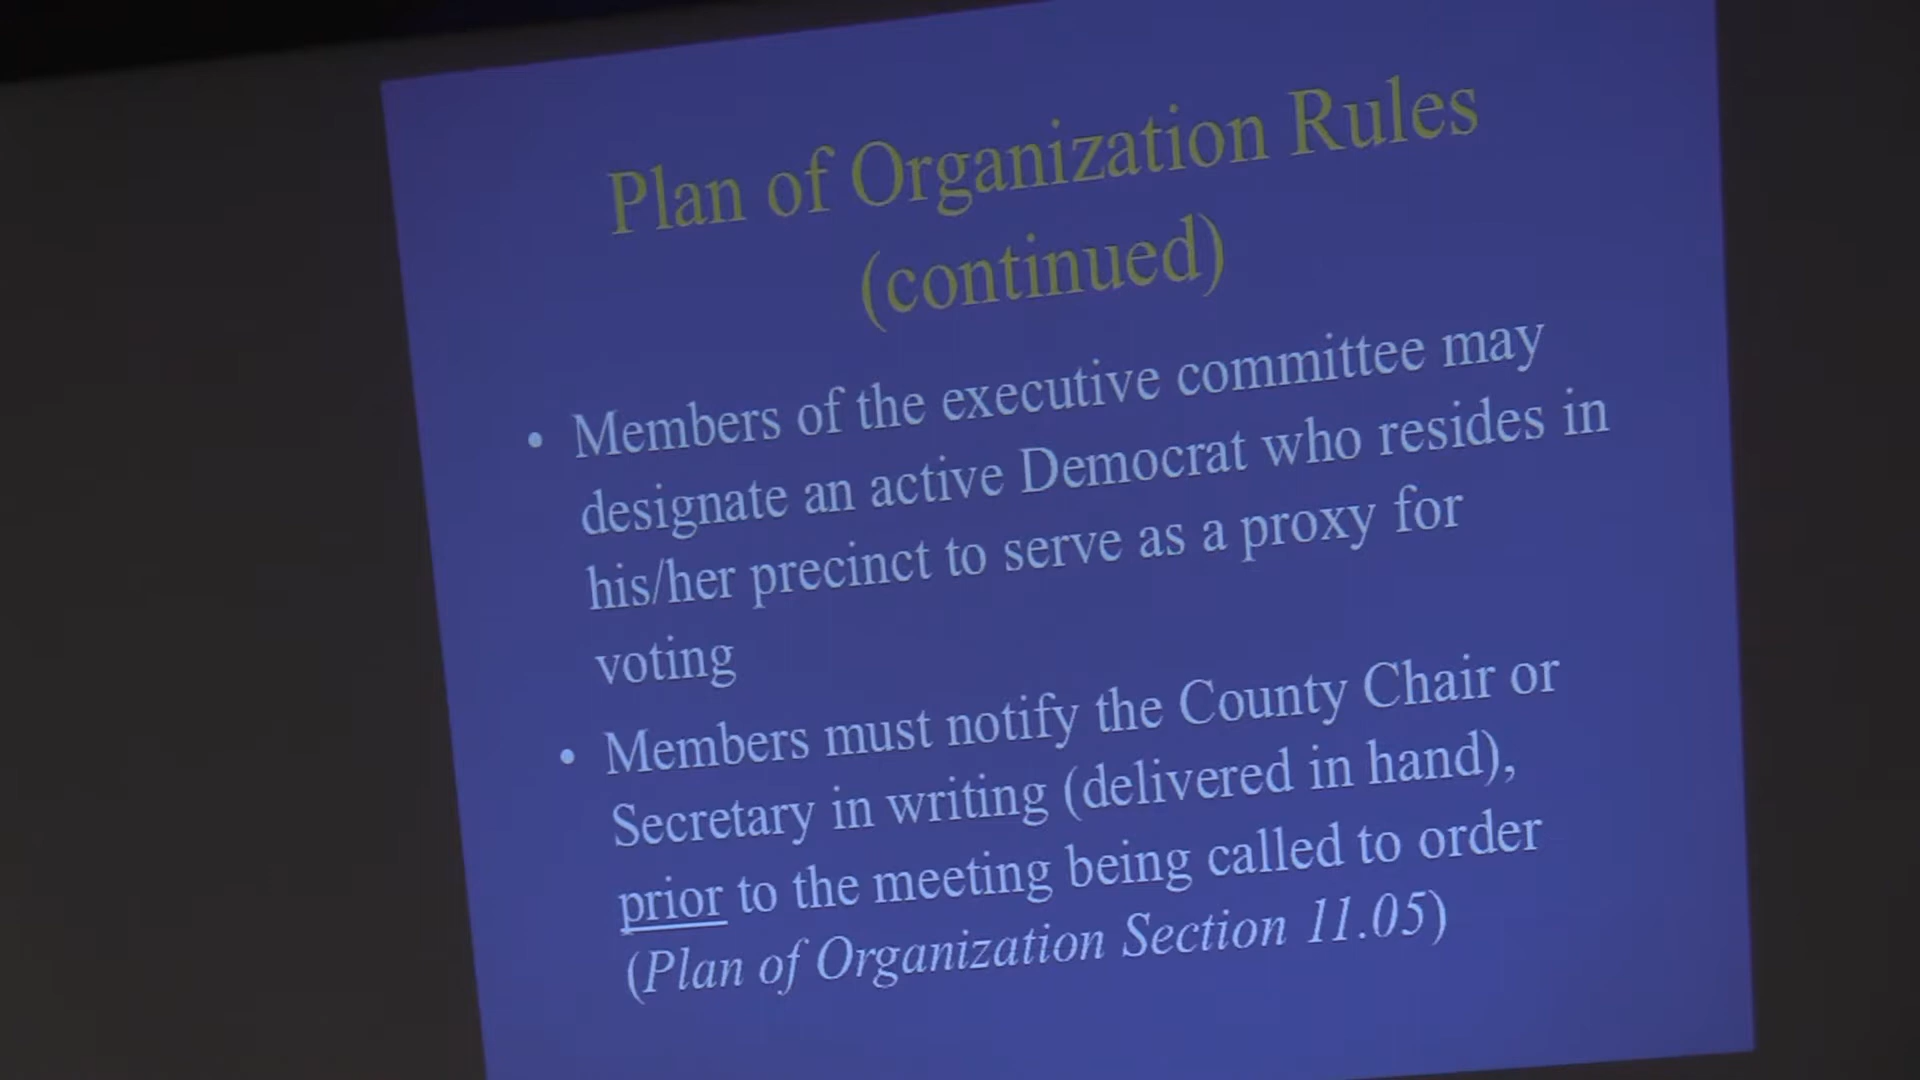 Plan of Organization Rules
(continued)
• Members of the executive committee may
designate an active Democrat who resides in
his/her precinct to serve as a proxy for
voting
• Members must notify the County Chair or
Secretary in writing (delivered in hand),
prior to the meeting being called to order
(Plan of Organization Section 11.05)